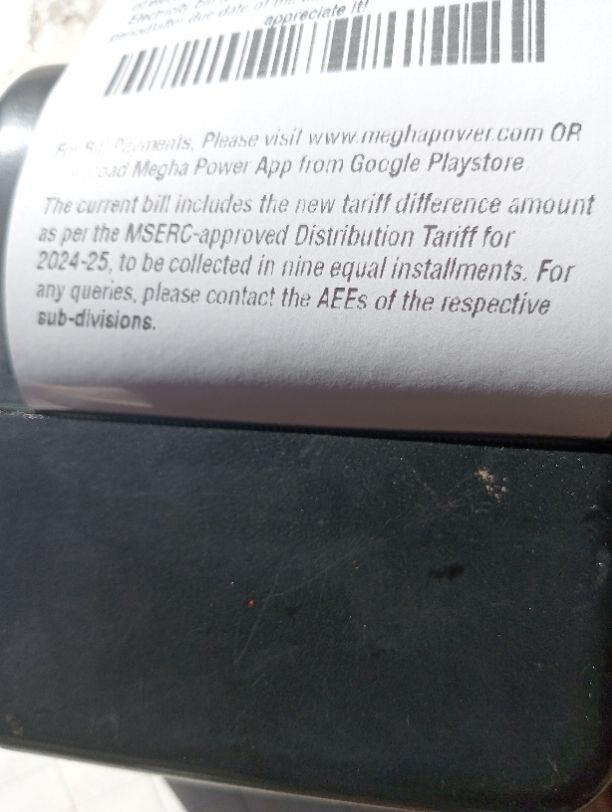 appreciate it!
For Bill Payments, Please visit www.meghapower.com OR
Megha Power App from Google Playstore
The current bill includes the new tariff difference amount
as per the MSERC-approved Distribution Tariff for
2024-25, to be collected in nine equal installments. For
any queries, please contact the AEEs of the respective
sub-divisions.